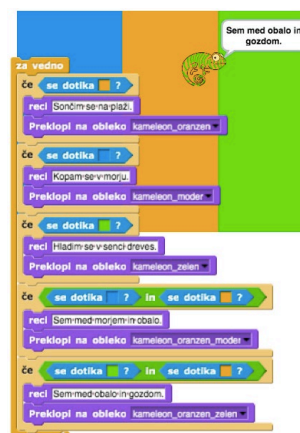 Sem med obalo in
gozdom.
za vedno
če se dotika ?
reci Sončim·se·na·plaži.
Preklopi na obleko kameleon_oranzen
če se dotika ?
reci Kopam·se·v·morju.
Preklopi na obleko kameleon_moder
če se dotika ?
reci Hladim·se·v·senci·dreves.
Preklopi na obleko kameleon_zelen
če se dotika ? in se dotika ?
reci Sem·med·morjem·in·obalo.
Preklopi na obleko kameleon_oranzen_moder
če se dotika ? in se dotika ?
reci Sem·med·obalo·in·gozdom.
Preklopi na obleko kameleon_oranzen_zelen